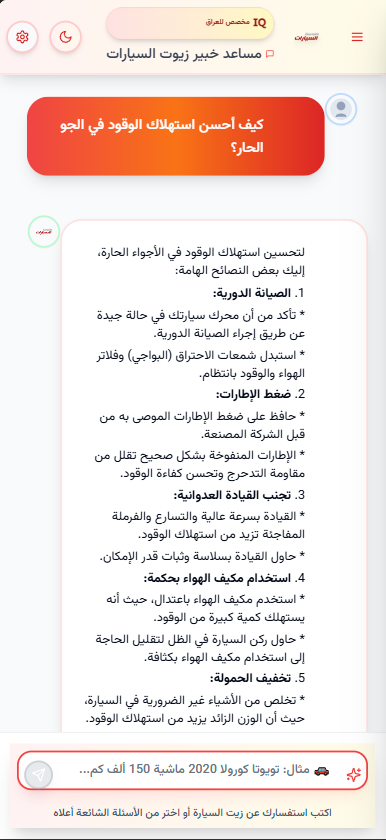 مخصص للعراق IQ
مساعد خبير زيوت السيارات
السيارات
كيف أحسن استهلاك الوقود في الجو
الحار؟
لتحسين استهلاك الوقود في الأجواء الحارة،
إليك بعض النصائح الهامة:
1. الصيانة الدورية:
* تأكد من أن محرك سيارتك في حالة جيدة
عن طريق إجراء الصيانة الدورية.
* استبدل شمعات الاحتراق (البواجي) وفلاتر
الهواء والوقود بانتظام.
2. ضغط الإطارات:
* حافظ على ضغط الإطارات الموصى به من
قبل الشركة المصنعة.
* الإطارات المنفوخة بشكل صحيح تقلل من
مقاومة التدحرج وتحسن كفاءة الوقود.
3. تجنب القيادة العدوانية:
* القيادة بسرعة عالية والتسارع والفرملة
المفاجئة تزيد من استهلاك الوقود.
* حاول القيادة بسلاسة وثبات قدر الإمكان.
4. استخدام مكيف الهواء بحكمة:
* استخدم مكيف الهواء باعتدال، حيث أنه
يستهلك كمية كبيرة من الوقود.
* حاول ركن السيارة في الظل لتقليل الحاجة
إلى استخدام مكيف الهواء بكثافة.
5. تخفيف الحمولة:
* تخلص من الأشياء غير الضرورية في السيارة،
حيث أن الوزن الزائد يزيد من استهلاك الوقود.
🚗 مثال: تويوتا كورولا 2020 ماشية 150 ألف كم...
اكتب استفسارك عن زيت السيارة أو اختر من الأسئلة الشائعة أعلاه